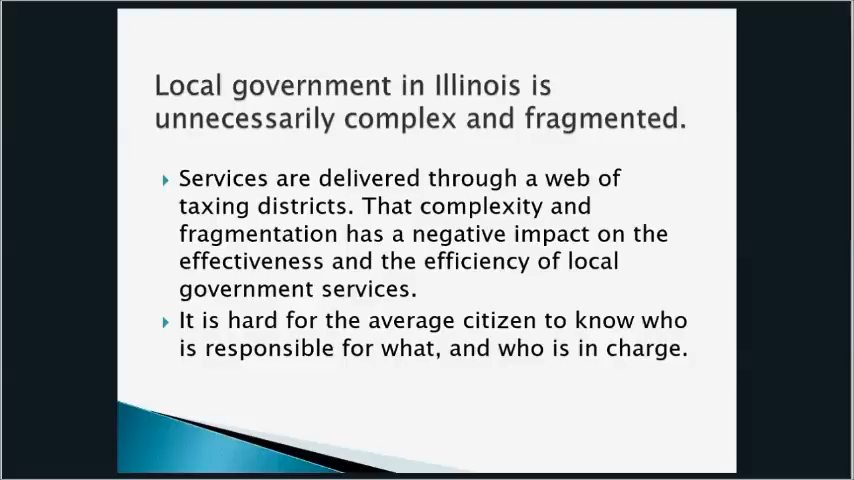 Local government in Illinois is
unnecessarily complex and fragmented.
Services are delivered through a web of
taxing districts. That complexity and
fragmentation has a negative impact on the
effectiveness and the efficiency of local
government services.
It is hard for the average citizen to know who
is responsible for what, and who is in charge.